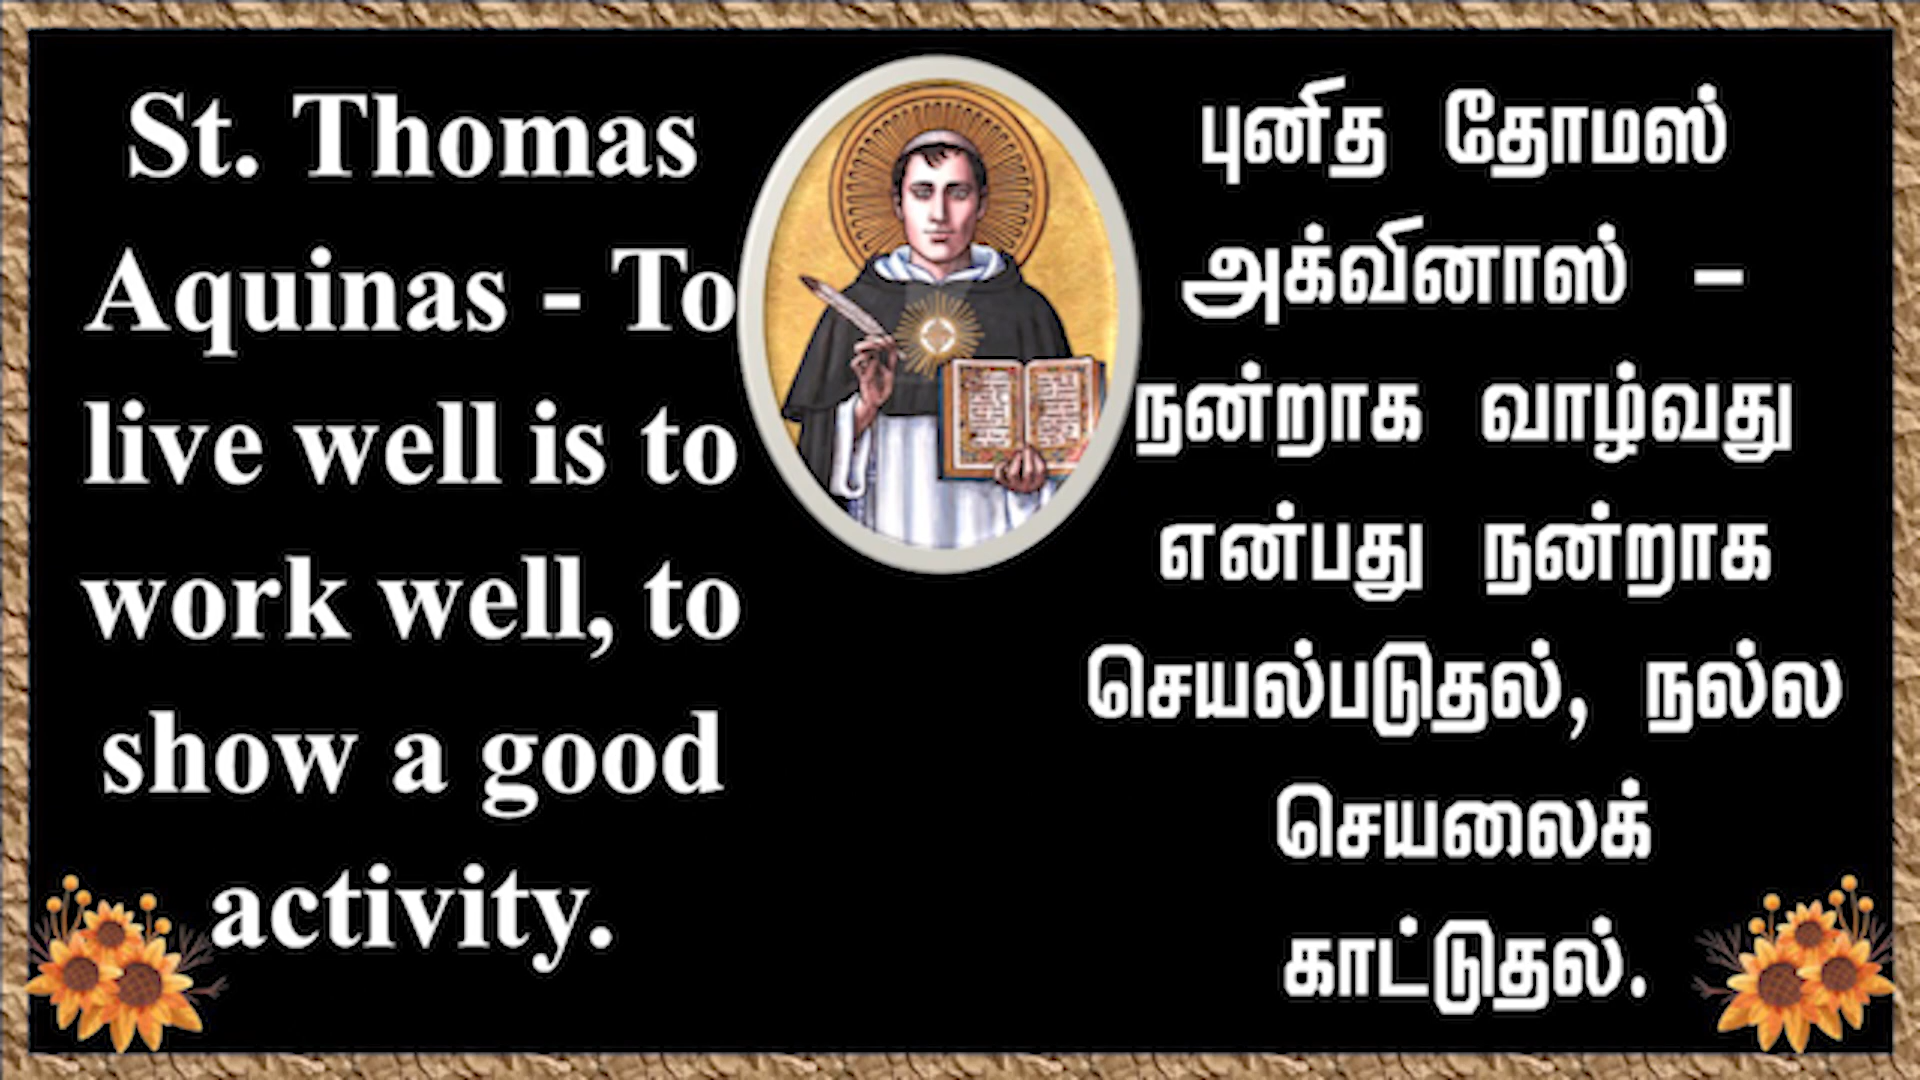 St. Thomas
Aquinas - To
live well is to
work well, to
show a good
activity.
புனித தோமஸ்
அக்வினாஸ் –
நன்றாக வாழ்வது
என்பது நன்றாக
செயல்படுதல், நல்ல
செயலைக்
காட்டுதல்.